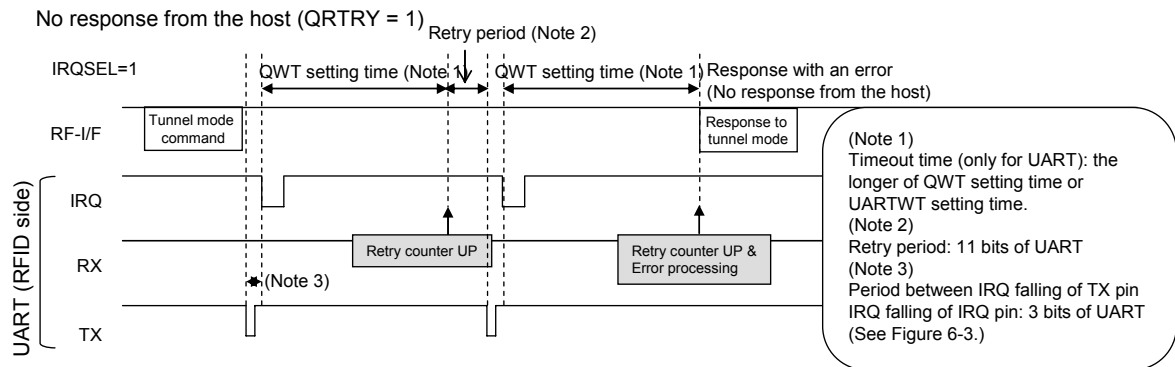 No response from the host (QRTRY = 1)
Retry period (Note 2)
IRQSEL=1
QWT setting time (Note 1)
QWT setting time (Note 1)
Response with an error
(No response from the host)
RF-I/F
Tunnel mode
command
Response to
tunnel mode
UART (RFID side)
IRQ
RX
Retry counter UP
Retry counter UP &
Error processing
(Note 3)
TX
(Note 1)
Timeout time (only for UART): the
longer of QWT setting time or
UARTWT setting time.
(Note 2)
Retry period: 11 bits of UART
(Note 3)
Period between IRQ falling of TX pin
IRQ falling of IRQ pin: 3 bits of UART
(See Figure 6-3.)